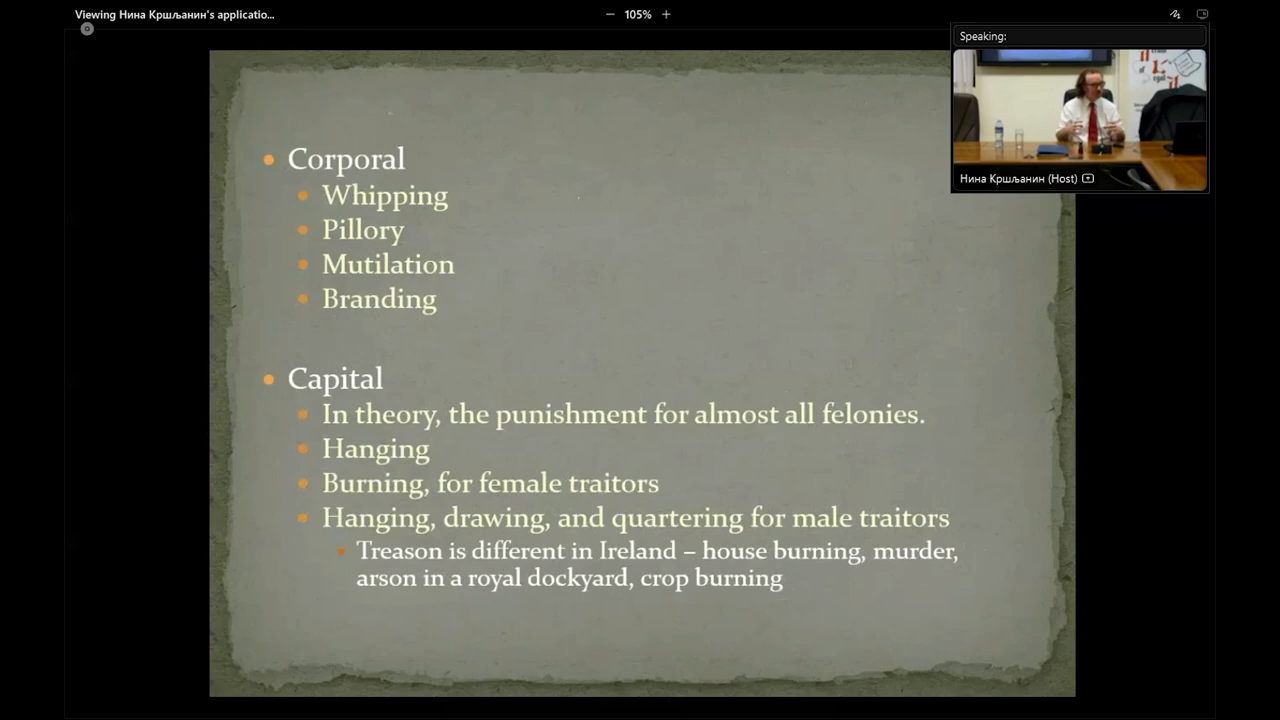 Viewing Нина Кршљанин's applicatio...
105%
Speaking:
Нина Кршљанин (Host)
Corporal
Whipping
Pillory
Mutilation
Branding
Capital
In theory, the punishment for almost all felonies.
Hanging
Burning, for female traitors
Hanging, drawing, and quartering for male traitors
Treason is different in Ireland – house burning, murder,
arson in a royal dockyard, crop burning